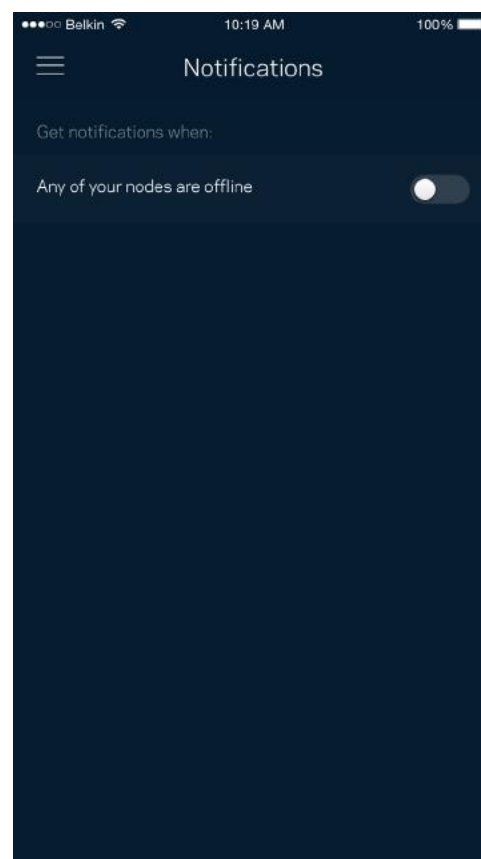 Belkin 10:19 AM 100%
Notifications
Get notifications when:
Any of your nodes are offline